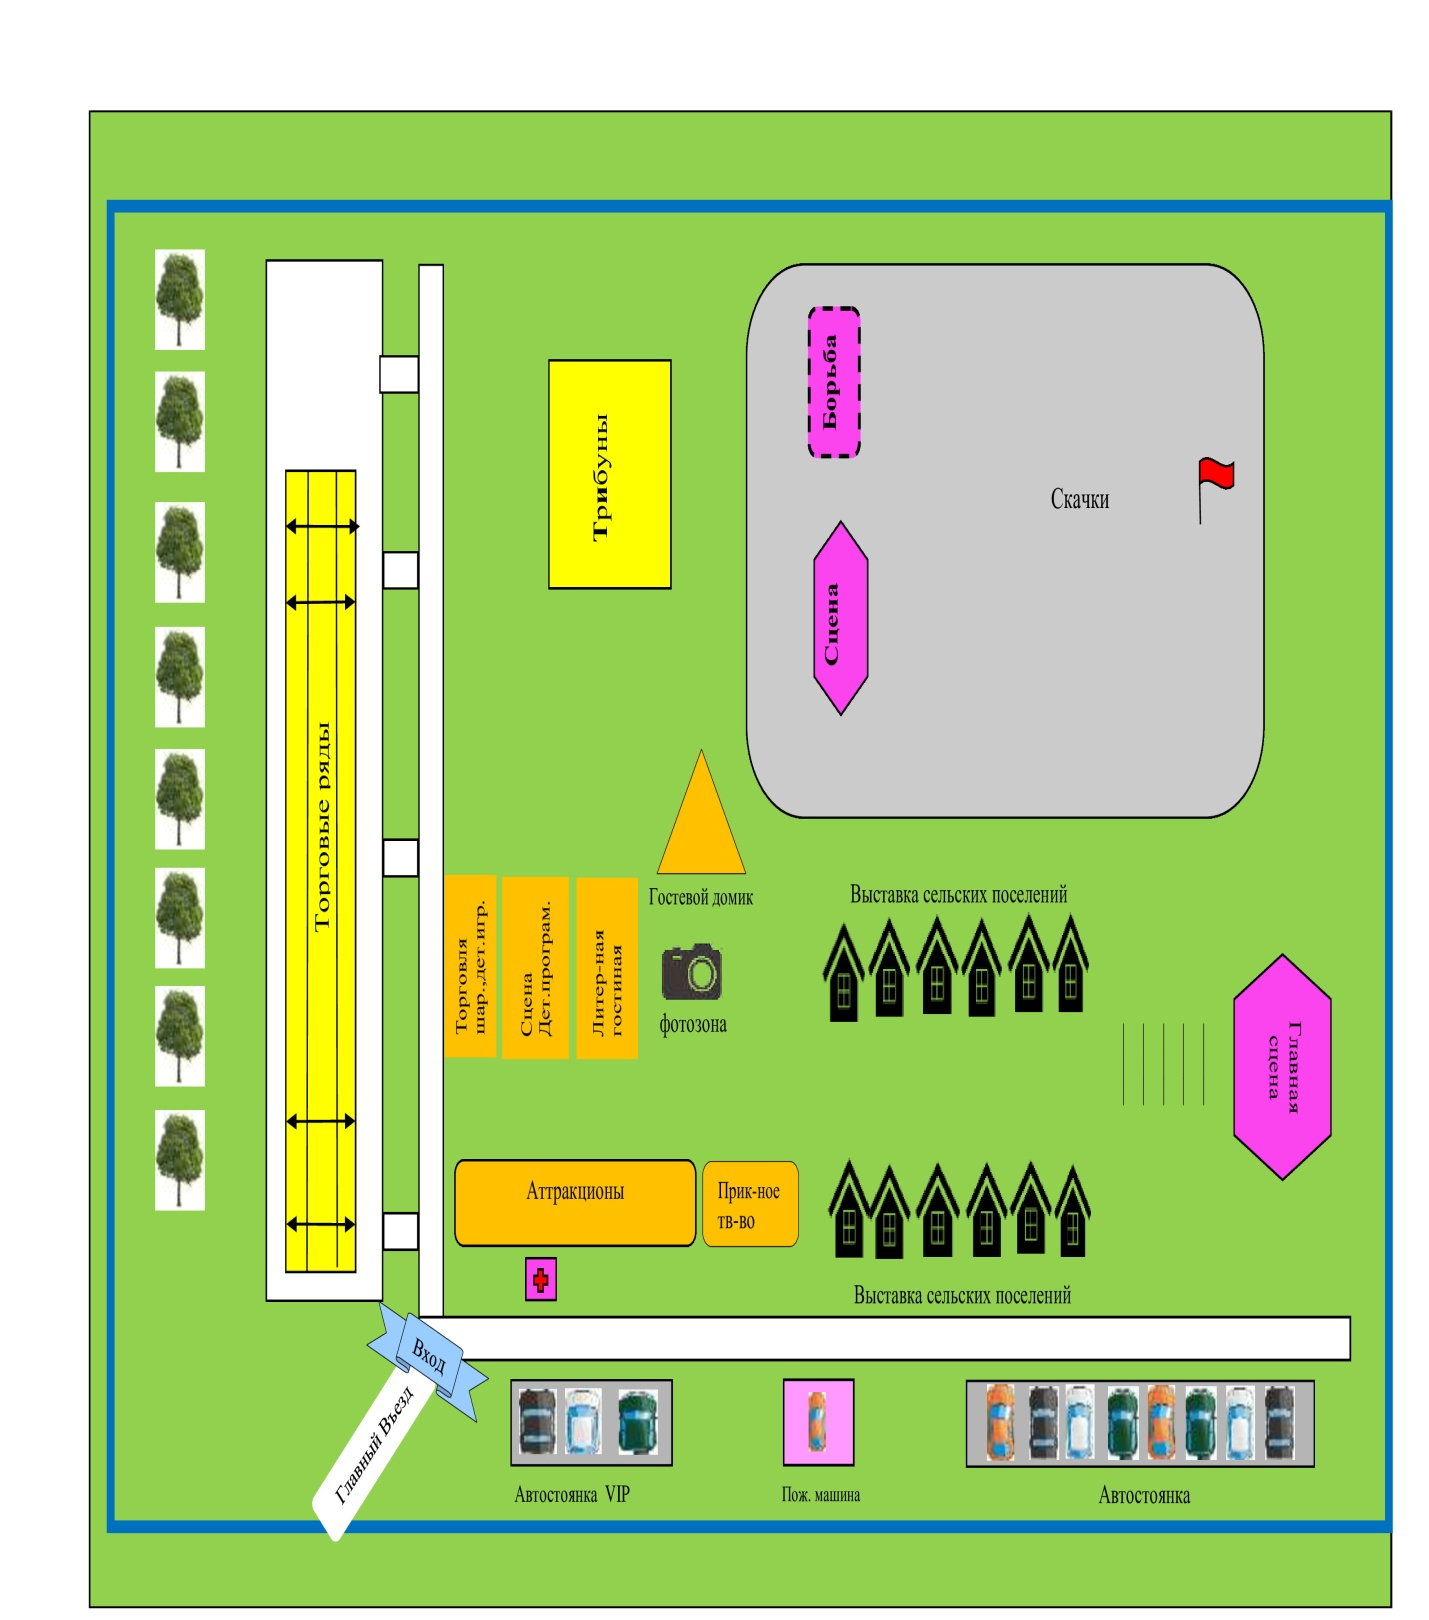 Борьба
Трибуны
Скачки
Сцена
Торговые ряды
Гостевой домик
Выставка сельских поселений
Торговля
шар.,дет.игр.
Сцена
Дет.програм.
Литер-ная
гостиная
фотозона
Главная
сцена
Аттракционы
Прик-ное
тв-во
Выставка сельских поселений
Вход
Главный Въезд
Автостоянка VIP
Пож. машина
Автостоянка